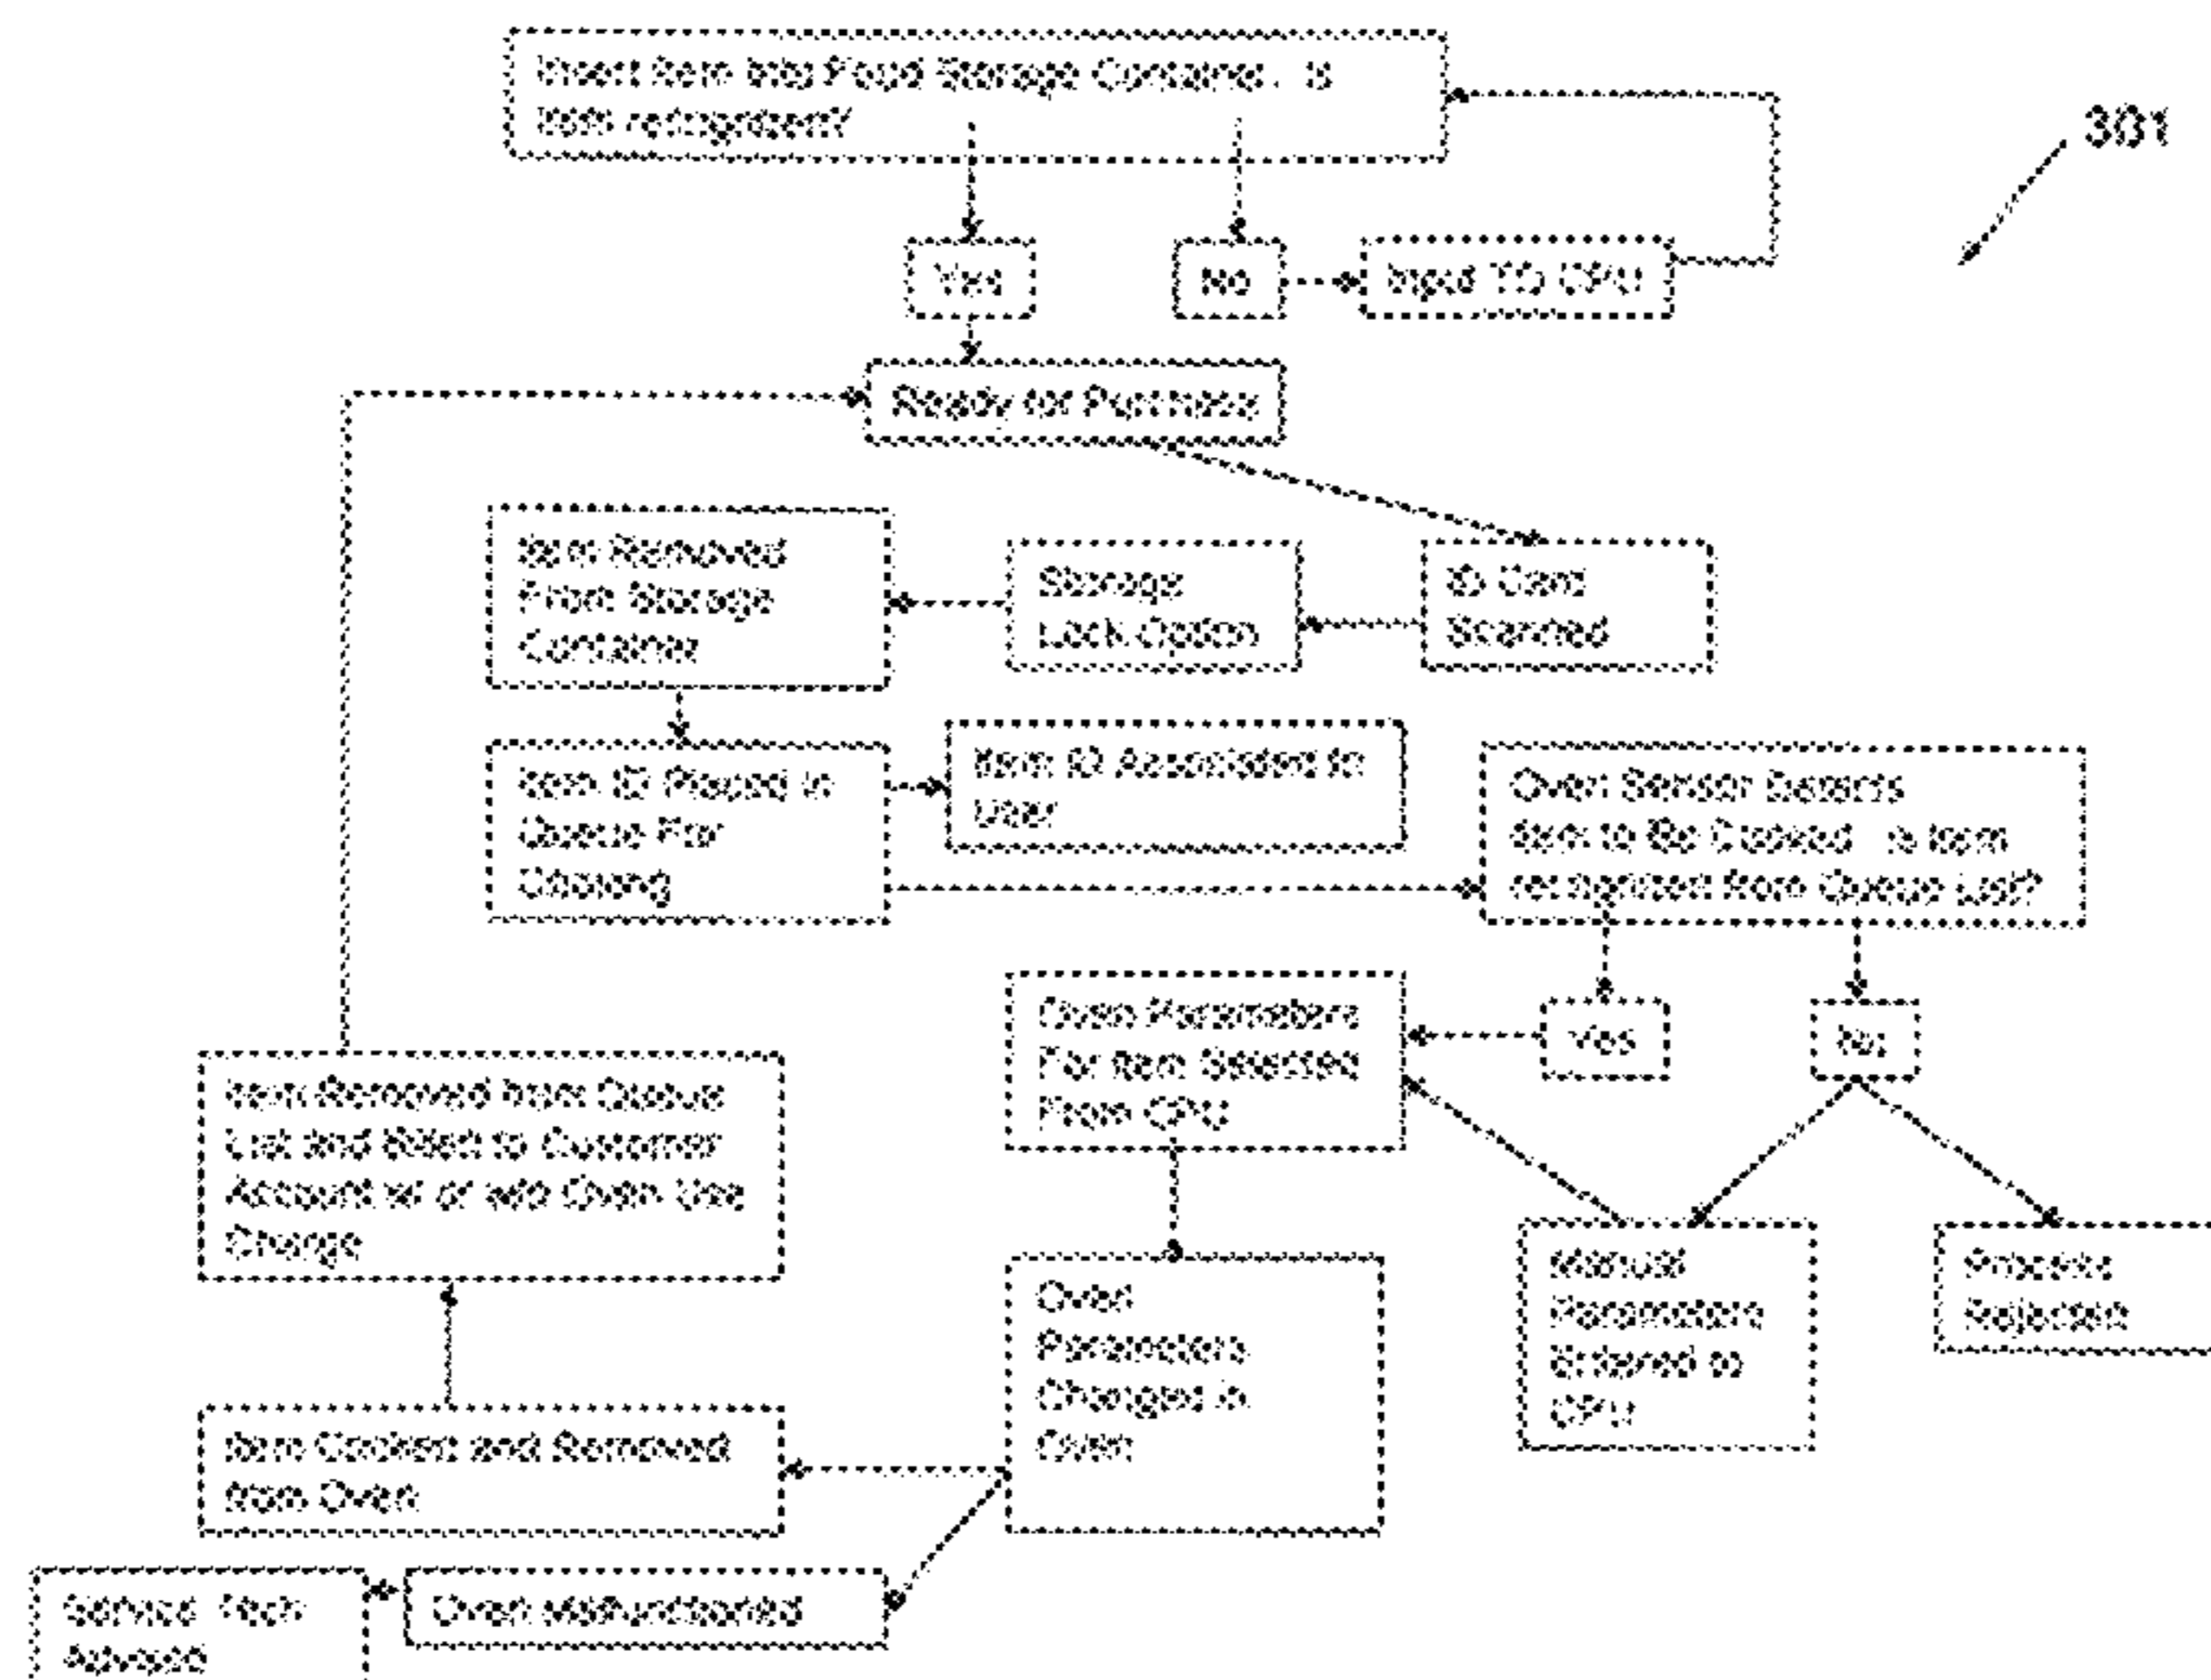 Insert Item into Food Storage Container. Is
Item recognized?
301
Yes
No
Input TO CPU
Ready for Purchase
Item Removed
From Storage
Container
Storage
Lock Option
ID Card
Scanned
Item ID Placed in
Queue For
Cooking
Item ID Associated to
User
Oven Sensor Detects
Item to Be Cooked. Is Item
recognized from Queue List?
Yes
No
Oven Parameters
For Item Selected
From CPU
Item Removed from Queue
List and Billed to Customer
Account w/ or w/o Oven Use
Charge
Oven
Parameters
Changed in
Oven
Manual
Parameters
Entered to
CPU
Process
Rejected
Item Cooked and Removed
from Oven
Oven Malfunctioned
Service Tech
Advised